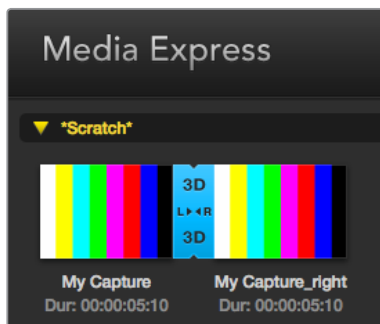 Media Express
*Scratch*
3D
L▶◀R
3D
My Capture
My Capture_right
Dur: 00:00:05:10
Dur: 00:00:05:10